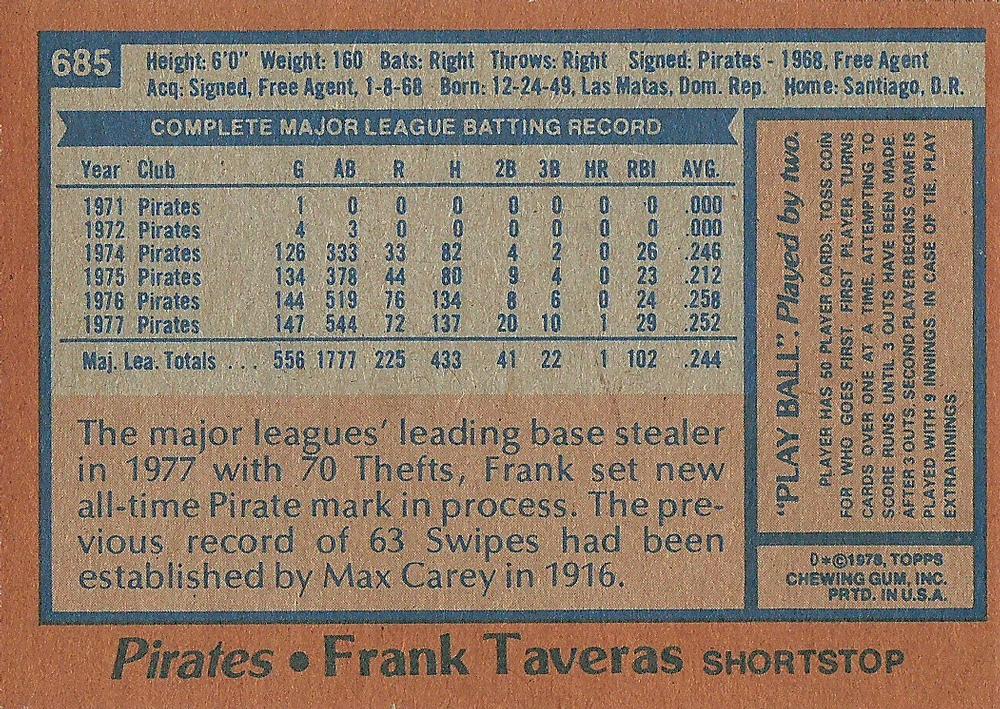 685
Height: 6'0" Weight: 160 Bats: Right Throws: Right Signed: Pirates - 1968, Free Agent
Acq: Signed, Free Agent, 1-8-68 Born: 12-24-49, Las Matas, Dom. Rep. Home: Santiago, D.R.
COMPLETE MAJOR LEAGUE BATTING RECORD
Year Club G AB R H 2B 3B HR RBI AVG.
1971 Pirates 1 0 0 0 0 0 0 0 .000
1972 Pirates 4 3 0 0 0 0 0 0 .000
1974 Pirates 126 333 33 82 4 2 0 26 .246
1975 Pirates 134 378 44 80 9 4 0 23 .212
1976 Pirates 144 519 76 134 8 6 0 24 .258
1977 Pirates 147 544 72 137 20 10 1 29 .252
Maj. Lea. Totals . . . 556 1777 225 433 41 22 1 102 .244
The major leagues' leading base stealer
in 1977 with 70 Thefts, Frank set new
all-time Pirate mark in process. The pre-
vious record of 63 Swipes had been
established by Max Carey in 1916.
"PLAY BALL". Played by two.
PLAYER HAS 50 PLAYER CARDS, TOSS COIN
FOR WHO GOES FIRST. FIRST PLAYER TURNS
CARDS OVER ONE AT A TIME, ATTEMPTING TO
SCORE RUNS UNTIL 3 OUTS HAVE BEEN MADE.
AFTER 3 OUTS, SECOND PLAYER BEGINS. GAME IS
PLAYED WITH 9 INNINGS. IN CASE OF TIE, PLAY
EXTRA INNINGS
D*©1978, TOPPS
CHEWING GUM, INC.
PRTD. IN U.S.A.
Pirates • Frank Taveras SHORTSTOP